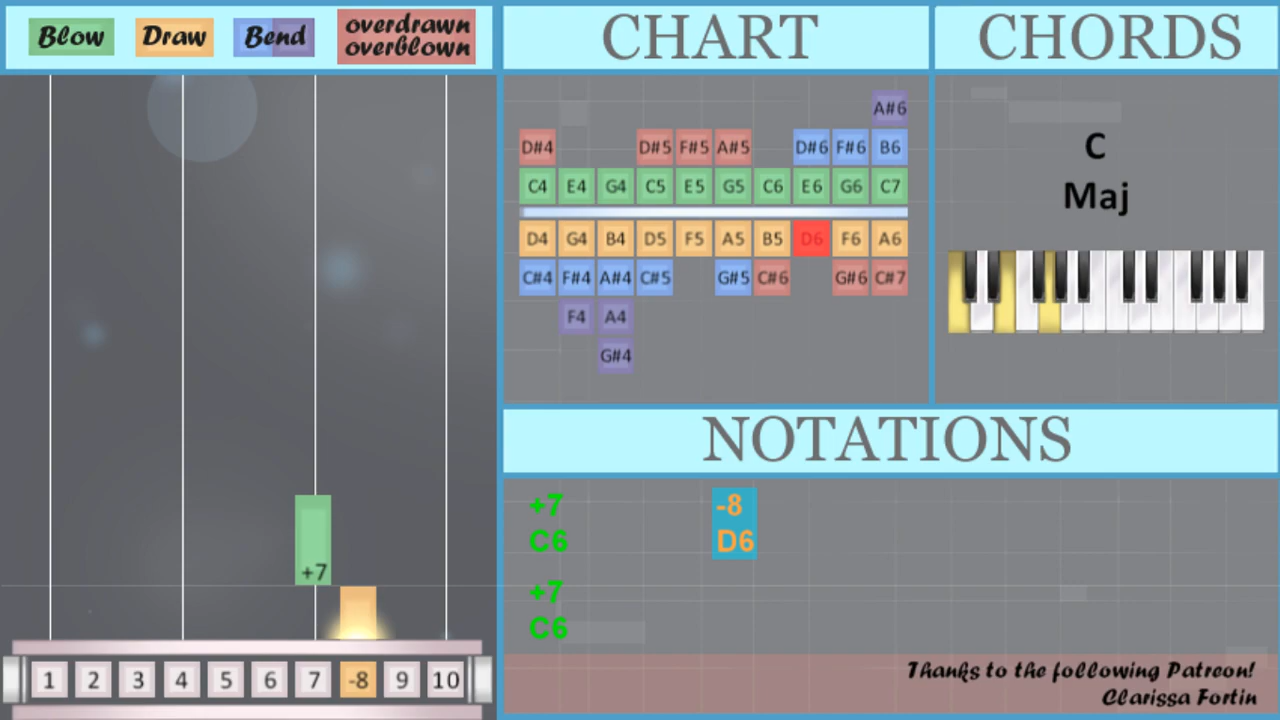 Blow Draw Bend overdrawn
overblown
CHART
CHORDS
A#6
D#4 D#5 F#5 A#5 D#6 F#6 B6
C4 E4 G4 C5 E5 G5 C6 E6 G6 C7
D4 G4 B4 D5 F5 A5 B5 D6 F6 A6
C#4 F#4 A#4 C#5 G#5 C#6 G#6 C#7
F4 A4
G#4
C
Maj
NOTATIONS
+7 -8
C6 D6
+7
C6
+7
1 2 3 4 5 6 7 -8 9 10
Thanks to the following Patreon!
Clarissa Fortin